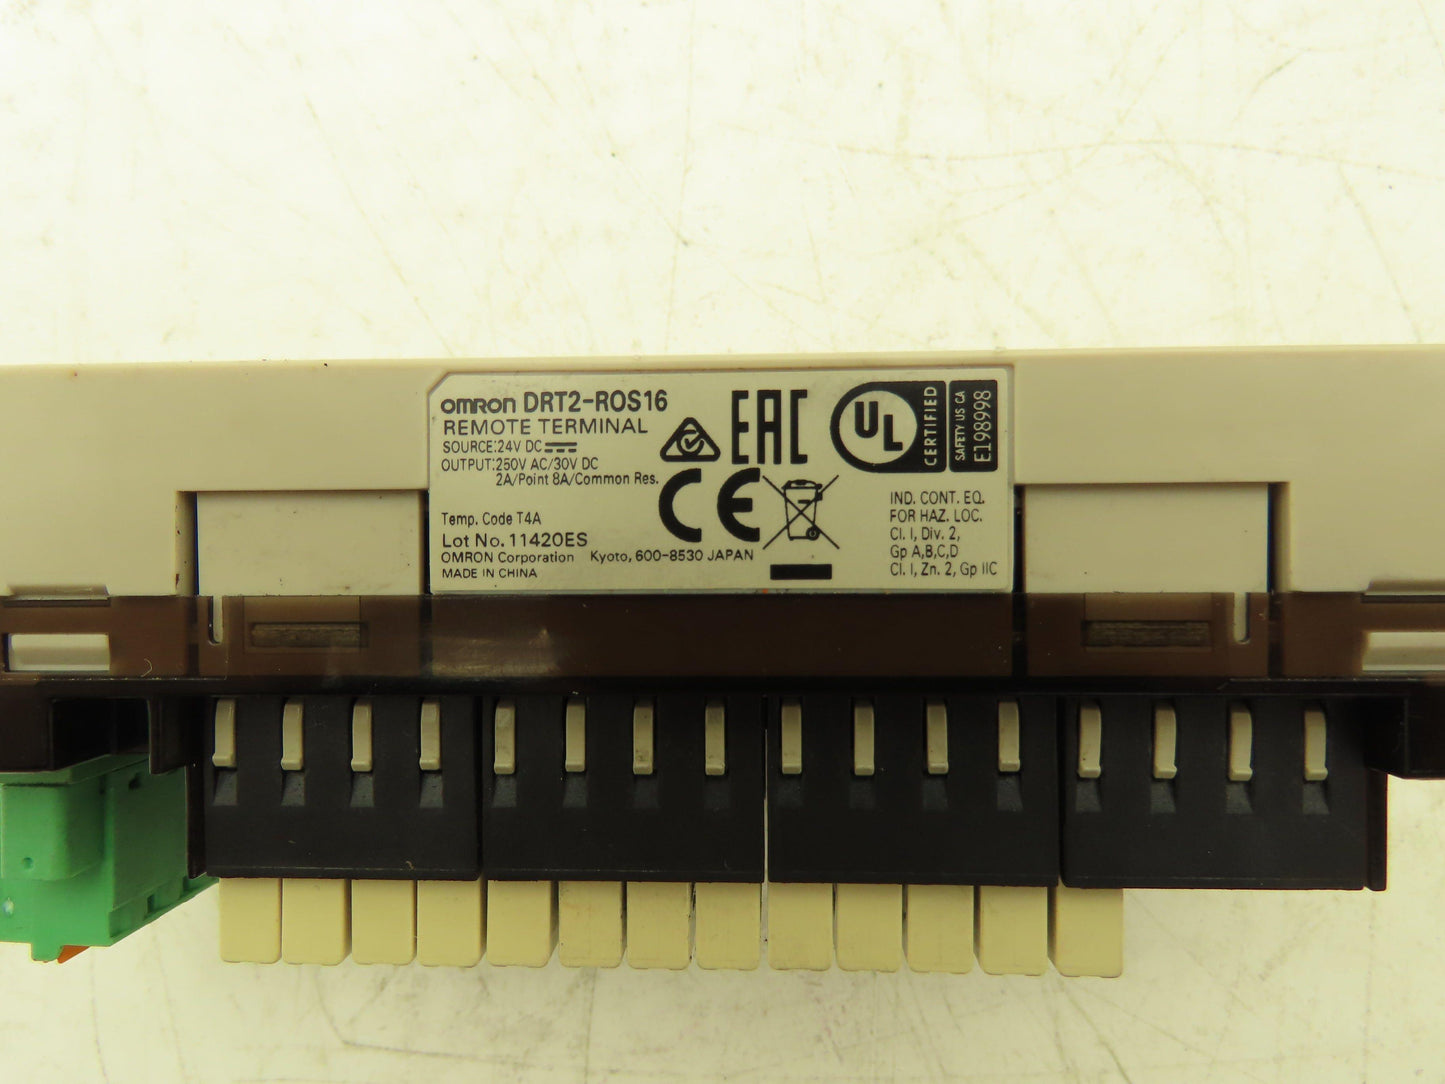 OMRON DRT2-ROS16
REMOTE TERMINAL
SOURCE:24V DC
OUTPUT:250V AC/30V DC
2A/Point 8A/Common Res.
Temp. Code T4A
Lot No. 11420ES
OMRON Corporation Kyoto, 600-8530 JAPAN
MADE IN CHINA
EAC
CE
UL
CERTIFIED
SAFETY US CA
E198998
IND. CONT. EQ.
FOR HAZ. LOC.
Cl. I, Div. 2,
Gp A,B,C,D
Cl. I, Zn. 2, Gp IIC